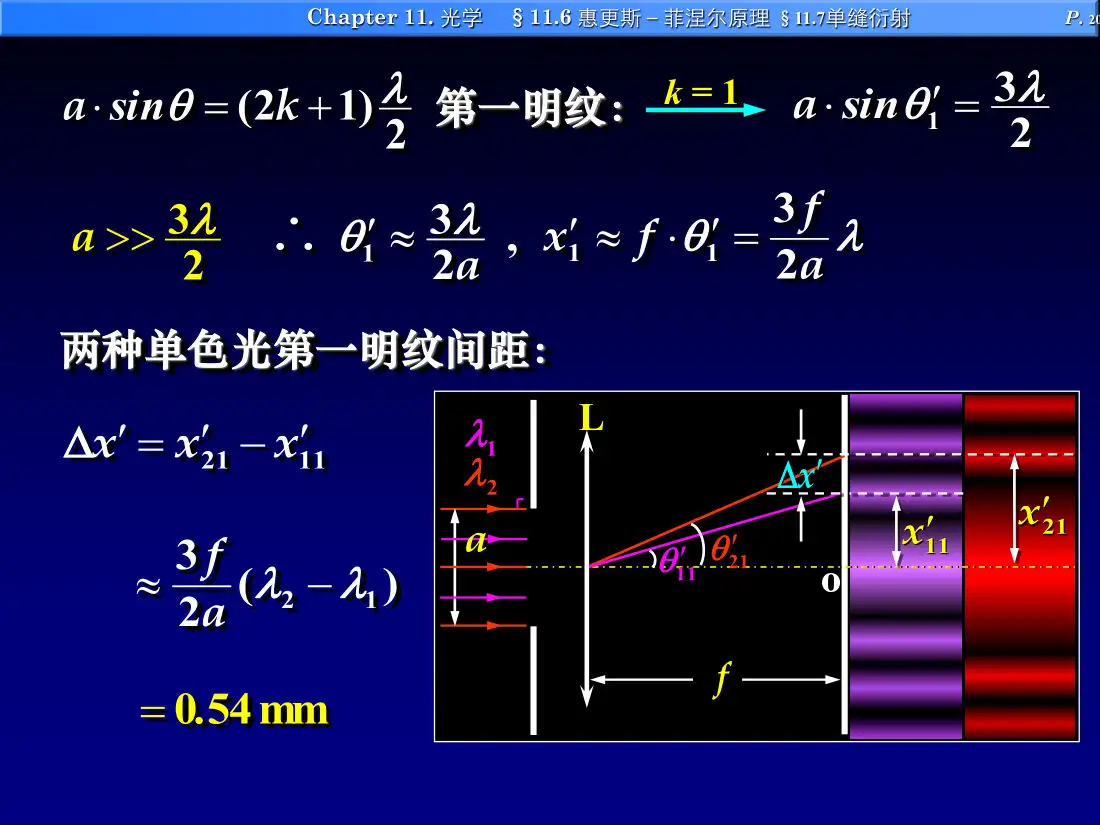 Chapter 11. 光学 §11.6 惠更斯－菲涅尔原理 §11.7单缝衍射 P. 20
a · sinθ = (2k + 1) λ/2 第一明纹： k = 1 a · sinθ′₁ = 3λ/2
a >> 3λ/2 ∴ θ′₁ ≈ 3λ/2a , x′₁ ≈ f · θ′₁ = 3f/2a λ
两种单色光第一明纹间距：
Δx′ = x′₂₁ − x′₁₁
≈ 3f/2a (λ₂ − λ₁)
= 0.54 mm
L
λ₁
λ₂
Δx′
a
x′₁₁
x′₂₁
θ′₁₁
θ′₂₁
o
f